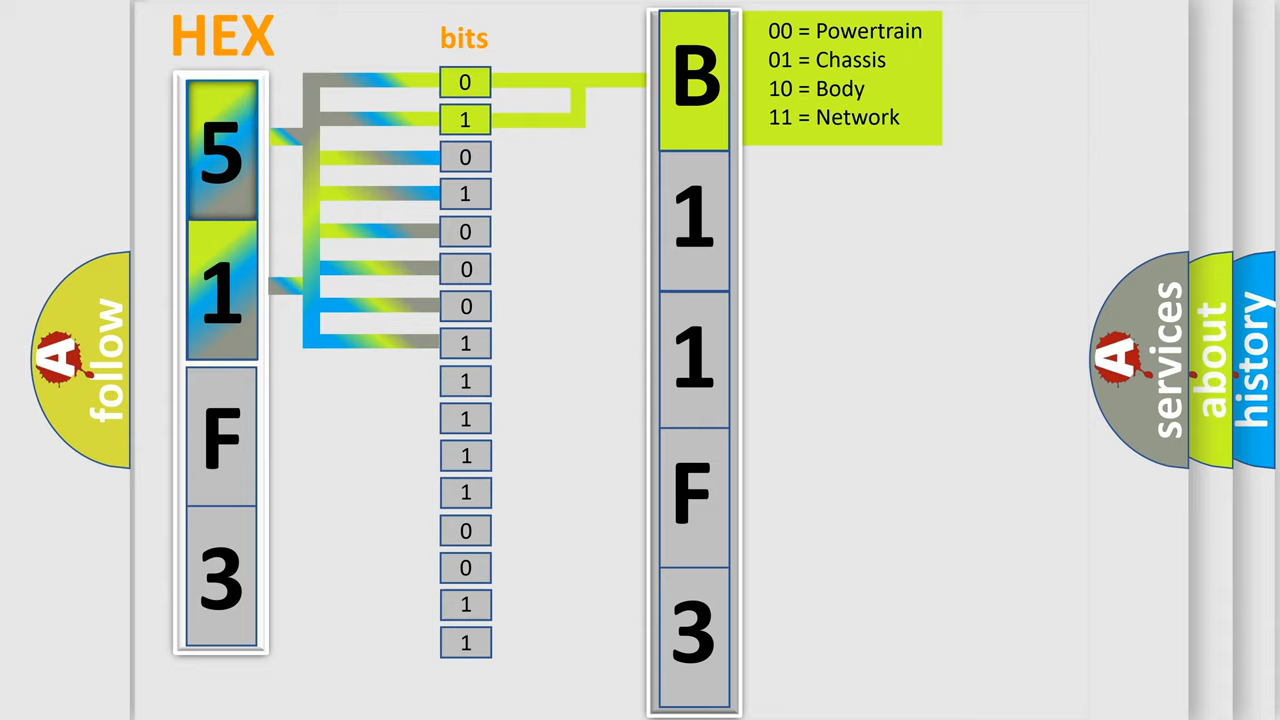 HEX
bits
5
1
F
3
0
1
0
1
0
0
0
1
1
1
1
1
0
0
1
1
B
1
1
F
3
00 = Powertrain
01 = Chassis
10 = Body
11 = Network
A follow
A services
about
history